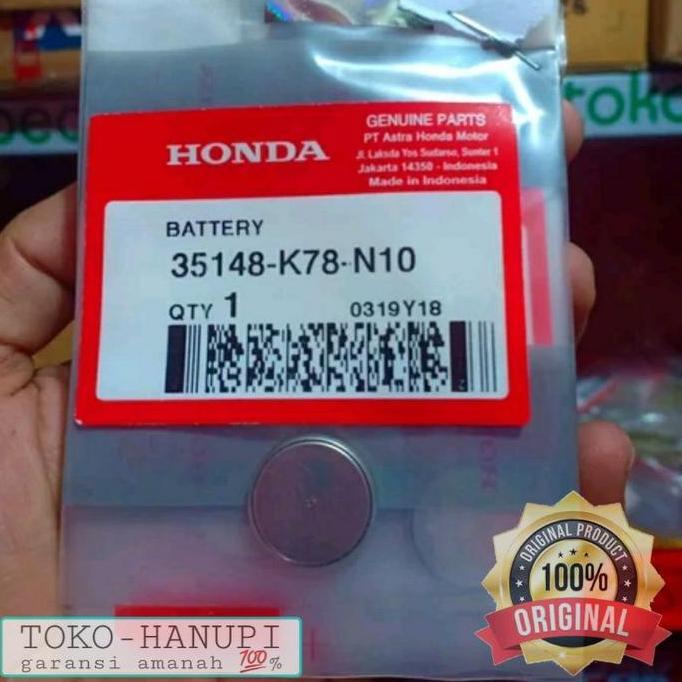 toko
HONDA
GENUINE PARTS
PT Astra Honda Motor
Jl. Laksda Yos Sudarso, Sunter 1
Jakarta 14350 - Indonesia
Made in Indonesia
BATTERY
35148-K78-N10
QTY 1
0319Y18
ORIGINAL PRODUCT
100%
ORIGINAL
TOKO-HANUPI
garansi amanah 💯%